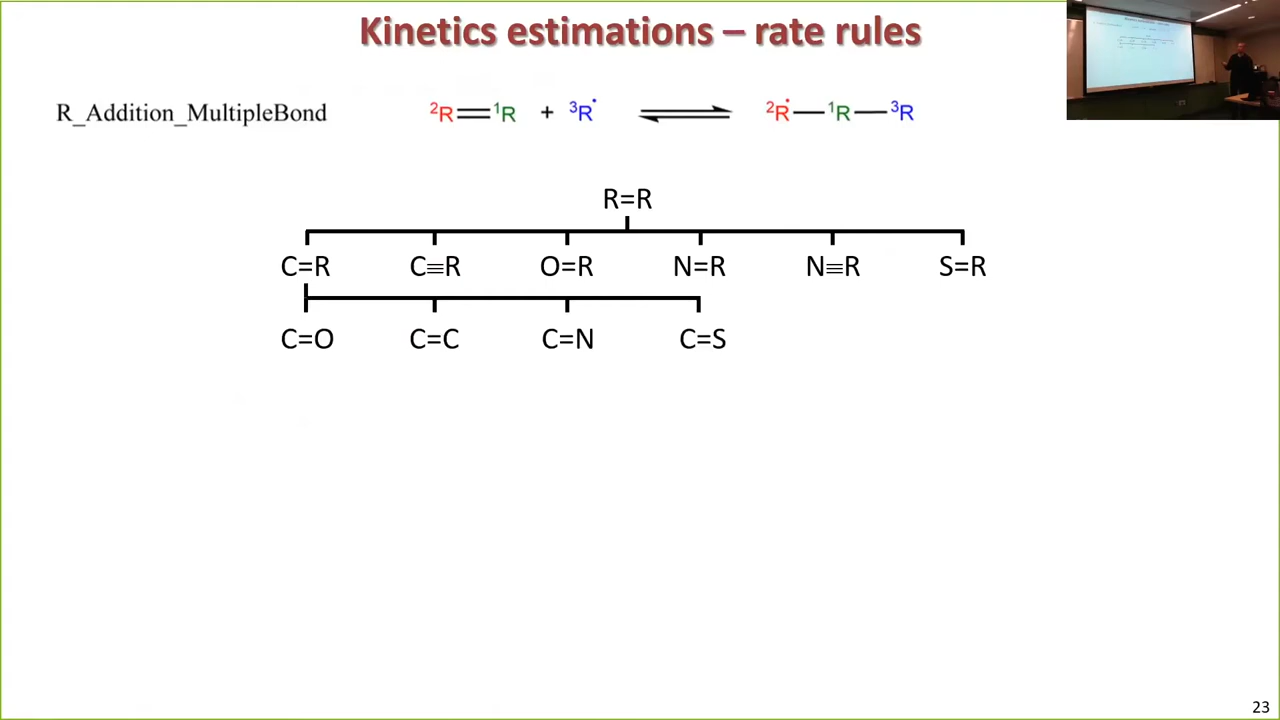 Kinetics estimations – rate rules
R_Addition_MultipleBond ²R=¹R + ³R• ⇌ ²R•—¹R—³R
R=R
C=R C≡R O=R N=R N≡R S=R
C=O C=C C=N C=S
23